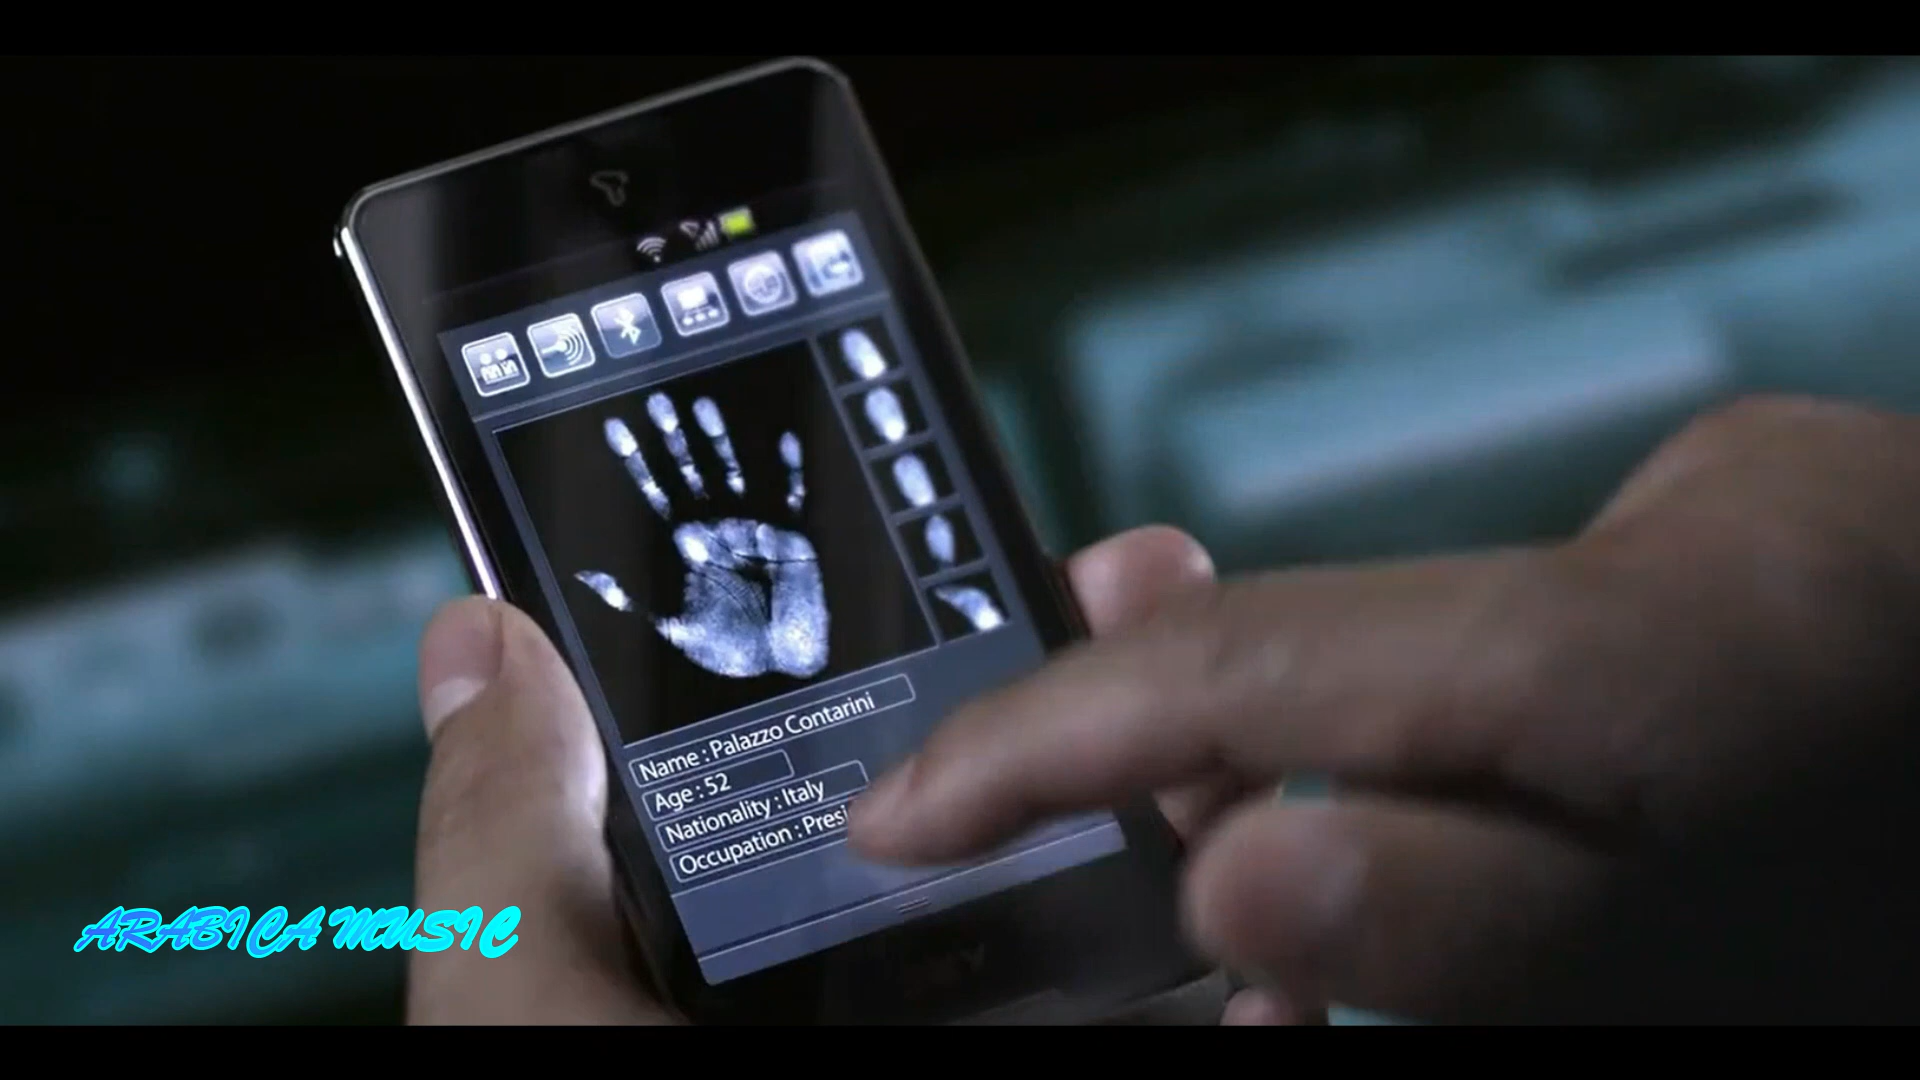 Name : Palazzo Contarini
Age : 52
Nationality : Italy
Occupation : Presi
ARABICA MUSIC